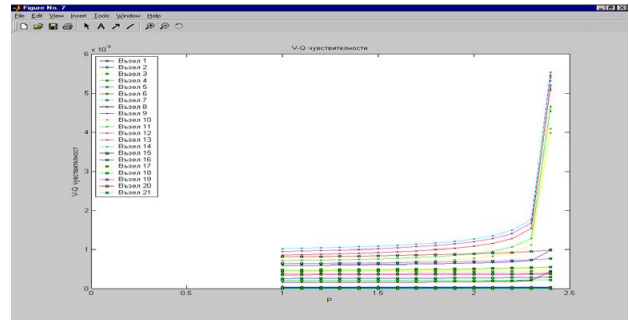 Figure No. 7
File Edit View Insert Tools Window Help
V-Q чувствителности
x 10⁻³
6
5
4
3
2
1
0
V-Q чувствителност
Възел 1
Възел 2
Възел 3
Възел 4
Възел 5
Възел 6
Възел 7
Възел 8
Възел 9
Възел 10
Възел 11
Възел 12
Възел 13
Възел 14
Възел 15
Възел 16
Възел 17
Възел 18
Възел 19
Възел 20
Възел 21
0 0.5 1 1.5 2 2.5
P